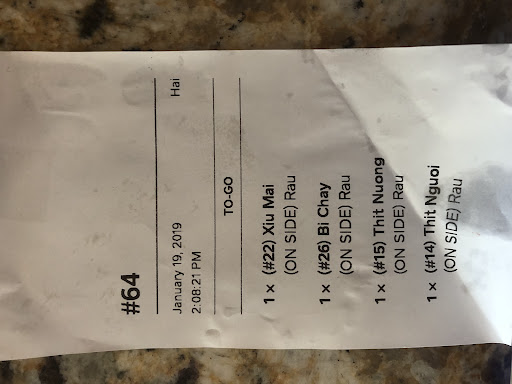 #64
January 19, 2019 Hai
2:08:21 PM
TO-GO
1 x (#22) Xiu Mai
(ON SIDE) Rau
1 x (#26) Bi Chay
(ON SIDE) Rau
1 x (#15) Thit Nuong
(ON SIDE) Rau
1 x (#14) Thit Nguoi
(ON SIDE) Rau